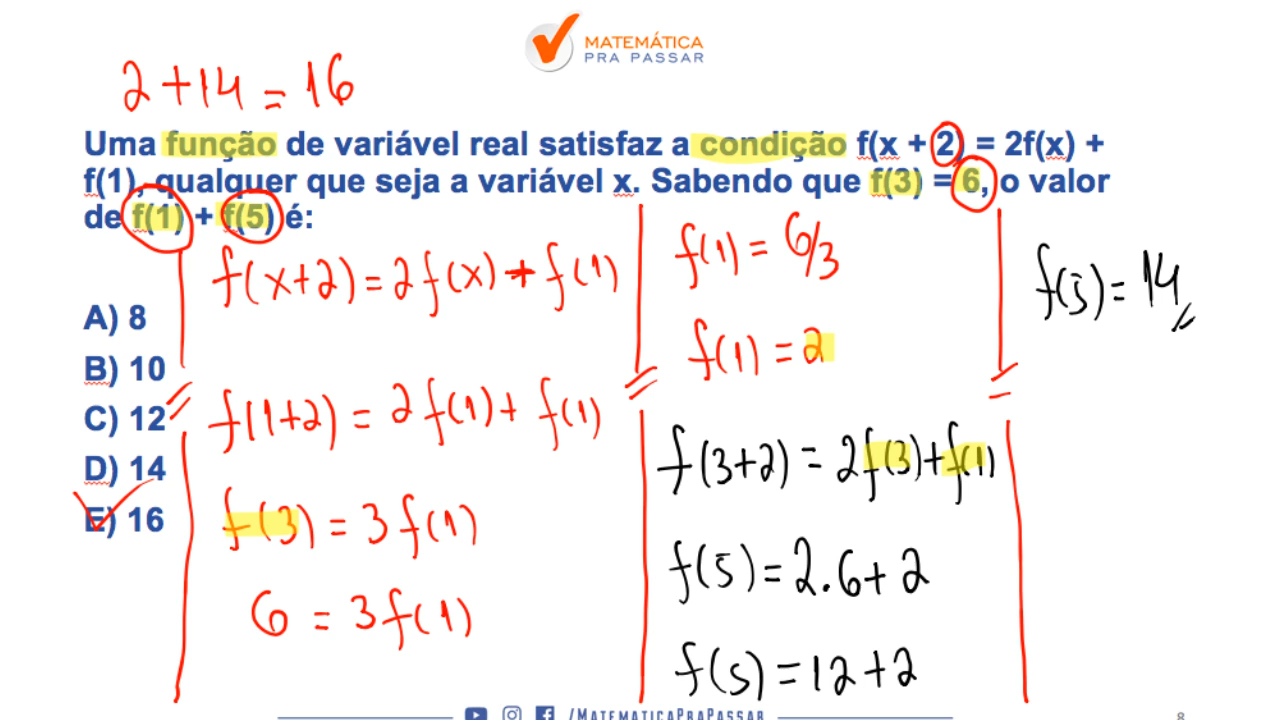 MATEMÁTICA
PRA PASSAR
2 + 14 = 16
Uma função de variável real satisfaz a condição f(x + 2) = 2f(x) +
f(1), qualquer que seja a variável x. Sabendo que f(3) = 6, o valor
de f(1) + f(5) é:
A) 8
B) 10
C) 12
D) 14
E) 16
f(x+2) = 2f(x) + f(1)
f(1+2) = 2f(1) + f(1)
f(3) = 3f(1)
6 = 3f(1)
f(1) = 6/3
f(1) = 2
f(3+2) = 2f(3)+f(1)
f(5) = 2.6+2
f(5) = 12+2
f(5) = 14
/MATEMATICAPRAPASSAR
8